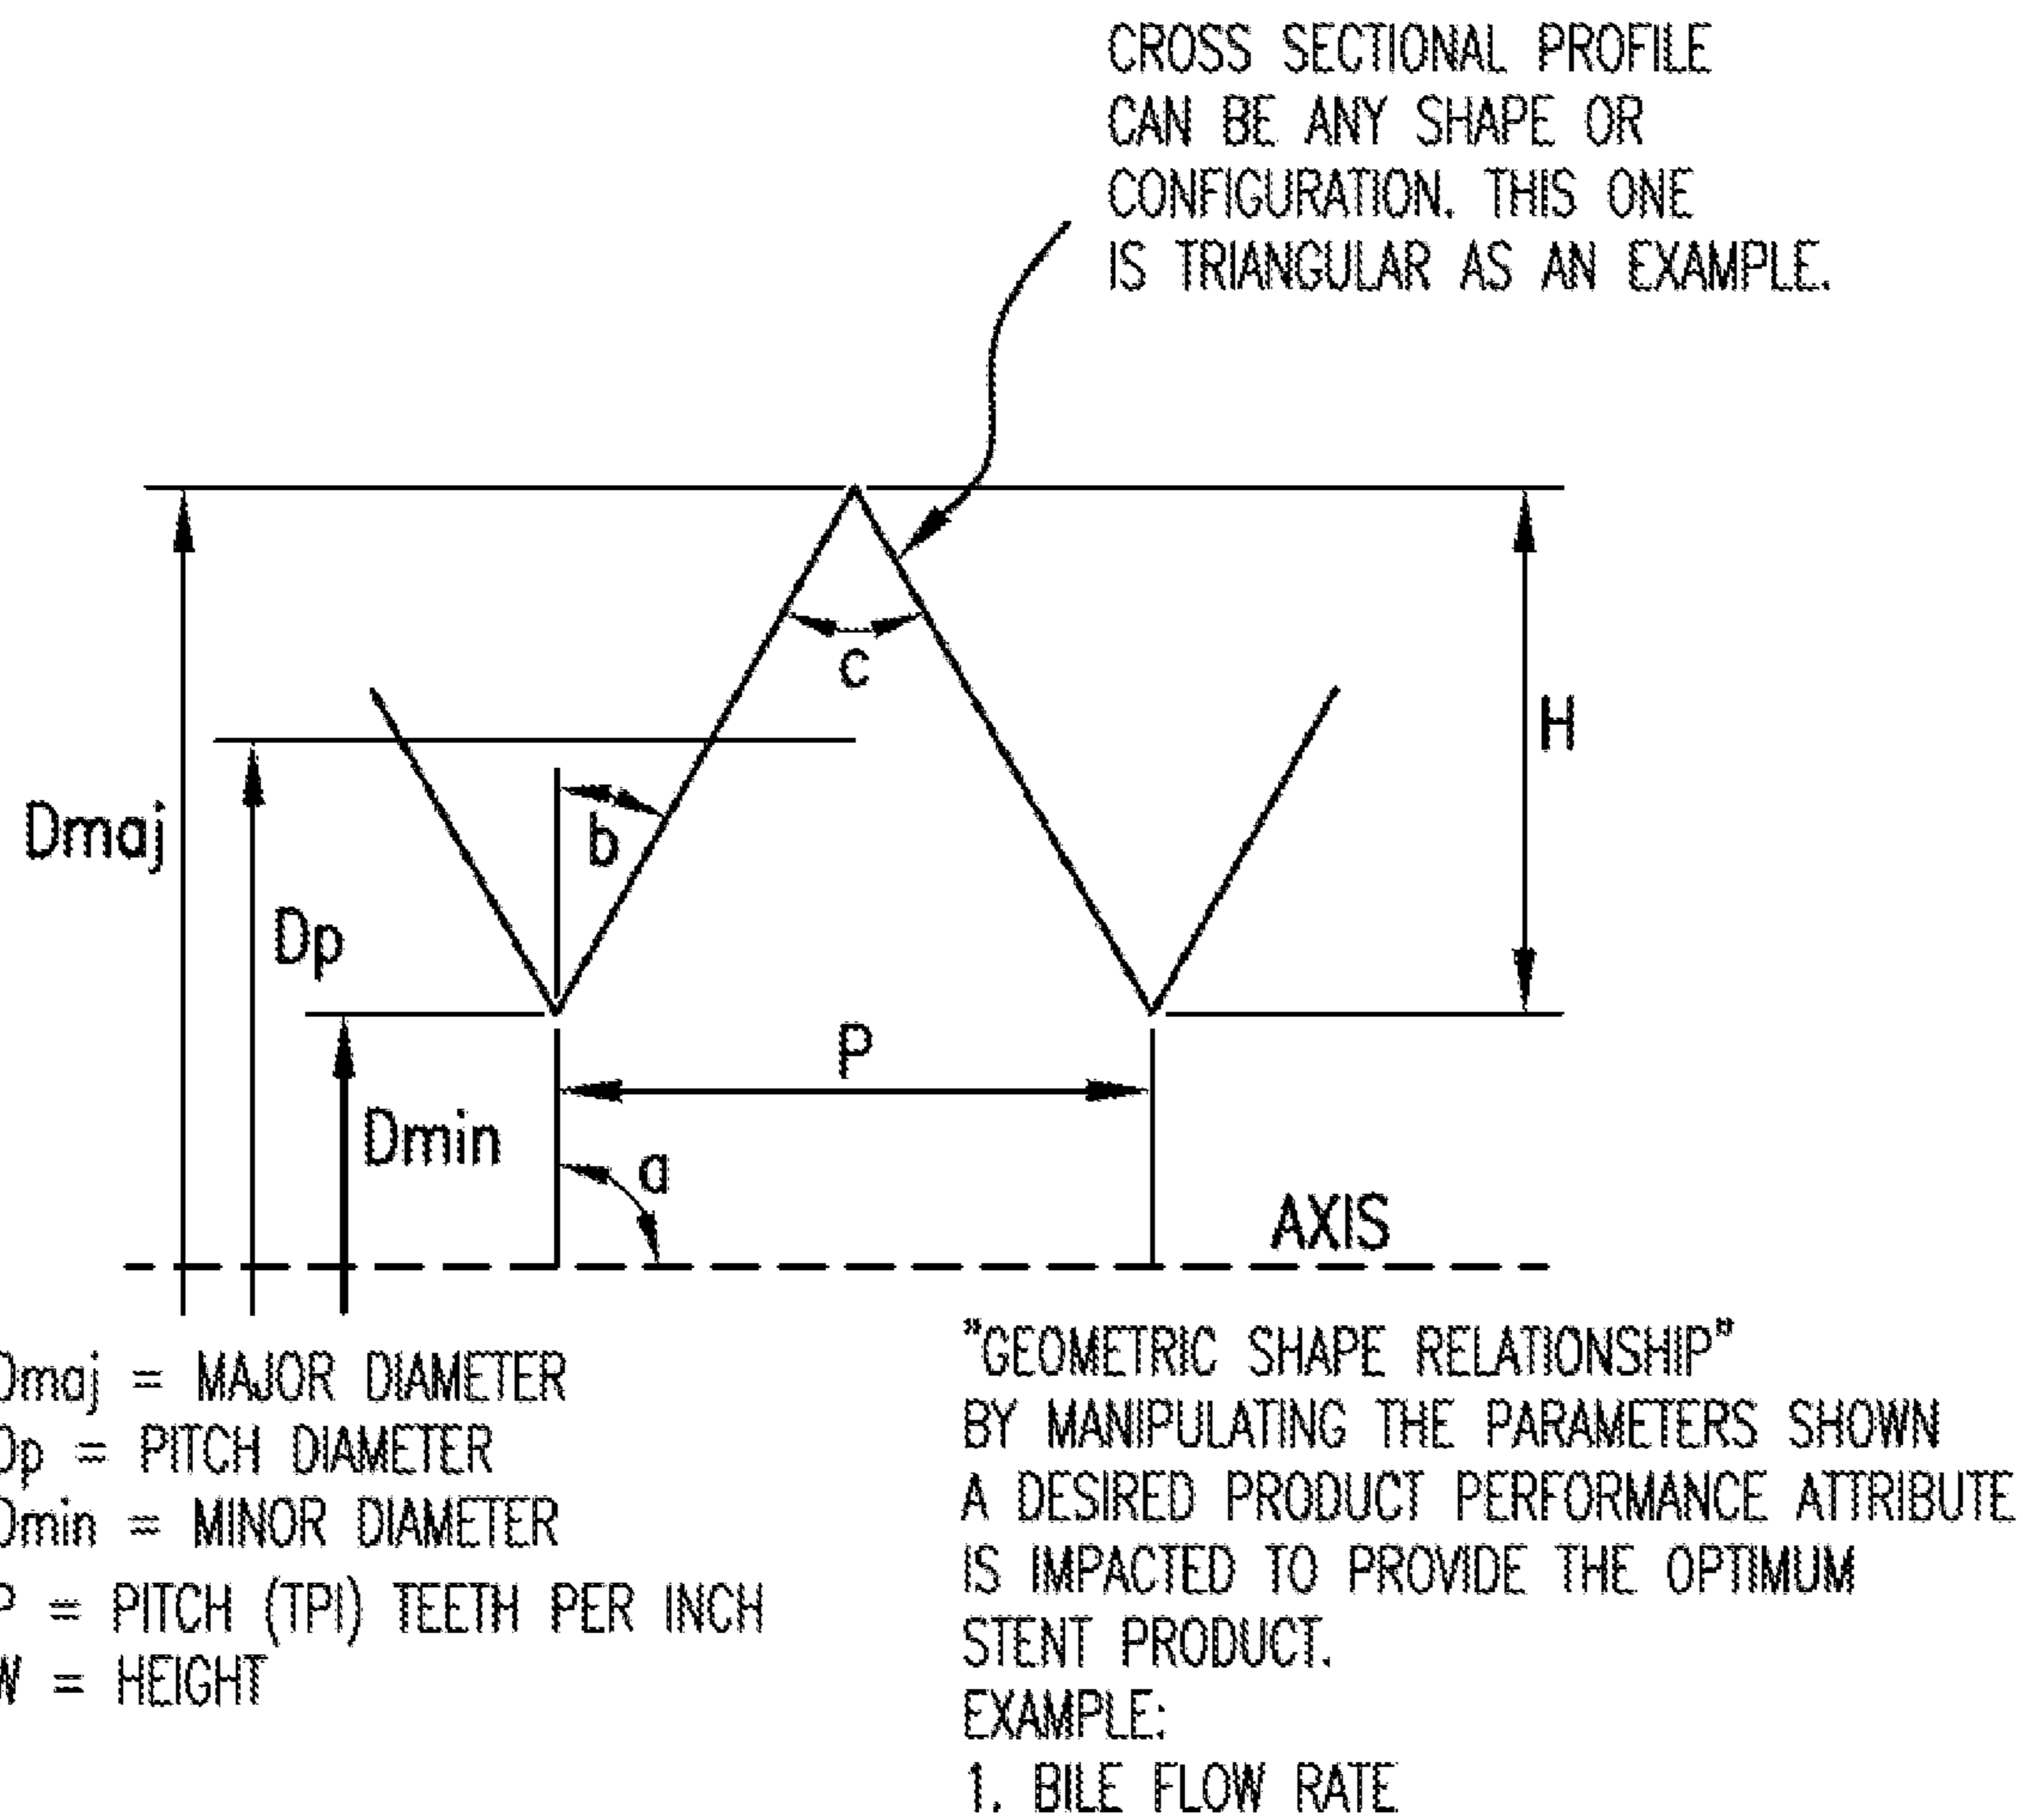 CROSS SECTIONAL PROFILE
CAN BE ANY SHAPE OR
CONFIGURATION. THIS ONE
IS TRIANGULAR AS AN EXAMPLE.
c
H
Dmaj
b
Dp
P
Dmin
a
AXIS
Dmaj = MAJOR DIAMETER
Dp = PITCH DIAMETER
Dmin = MINOR DIAMETER
P = PITCH (TPI) TEETH PER INCH
W = HEIGHT
"GEOMETRIC SHAPE RELATIONSHIP"
BY MANIPULATING THE PARAMETERS SHOWN
A DESIRED PRODUCT PERFORMANCE ATTRIBUTE
IS IMPACTED TO PROVIDE THE OPTIMUM
STENT PRODUCT.
EXAMPLE:
1. BILE FLOW RATE